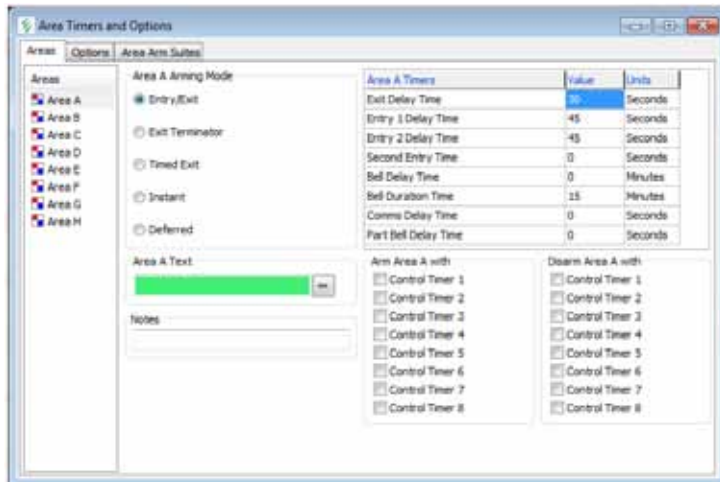 Area Timers and Options
Areas Options Area Arm Suites
Areas
Area A
Area B
Area C
Area D
Area E
Area F
Area G
Area H
Area A Arming Mode
Entry/Exit
Exit Terminator
Timed Exit
Instant
Deferred
Area A Timers Value Units
Exit Delay Time 30 Seconds
Entry 1 Delay Time 45 Seconds
Entry 2 Delay Time 45 Seconds
Second Entry Time 0 Seconds
Bell Delay Time 0 Minutes
Bell Duration Time 15 Minutes
Comms Delay Time 0 Seconds
Part Bell Delay Time 0 Seconds
Area A Text
Notes
Arm Area A with
Control Timer 1
Control Timer 2
Control Timer 3
Control Timer 4
Control Timer 5
Control Timer 6
Control Timer 7
Control Timer 8
Disarm Area A with
Control Timer 1
Control Timer 2
Control Timer 3
Control Timer 4
Control Timer 5
Control Timer 6
Control Timer 7
Control Timer 8